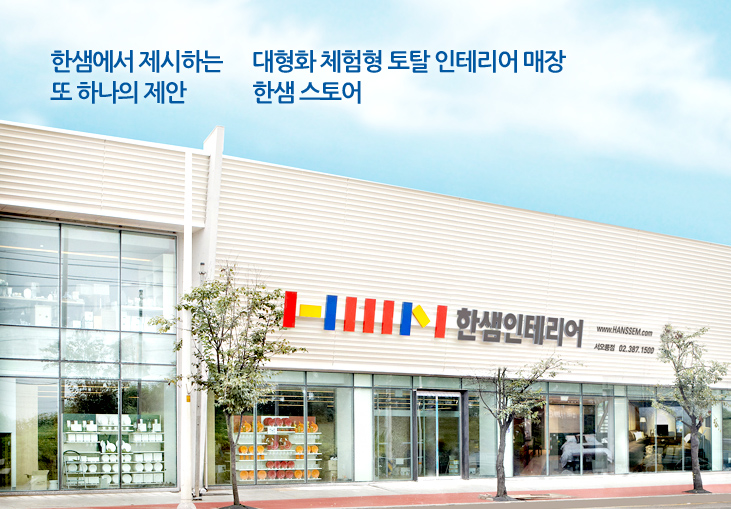 한샘에서 제시하는
또 하나의 제안
대형화 체험형 토탈 인테리어 매장
한샘 스토어
한샘인테리어
www.HANSSEM.com
서오릉점 02.387.1500